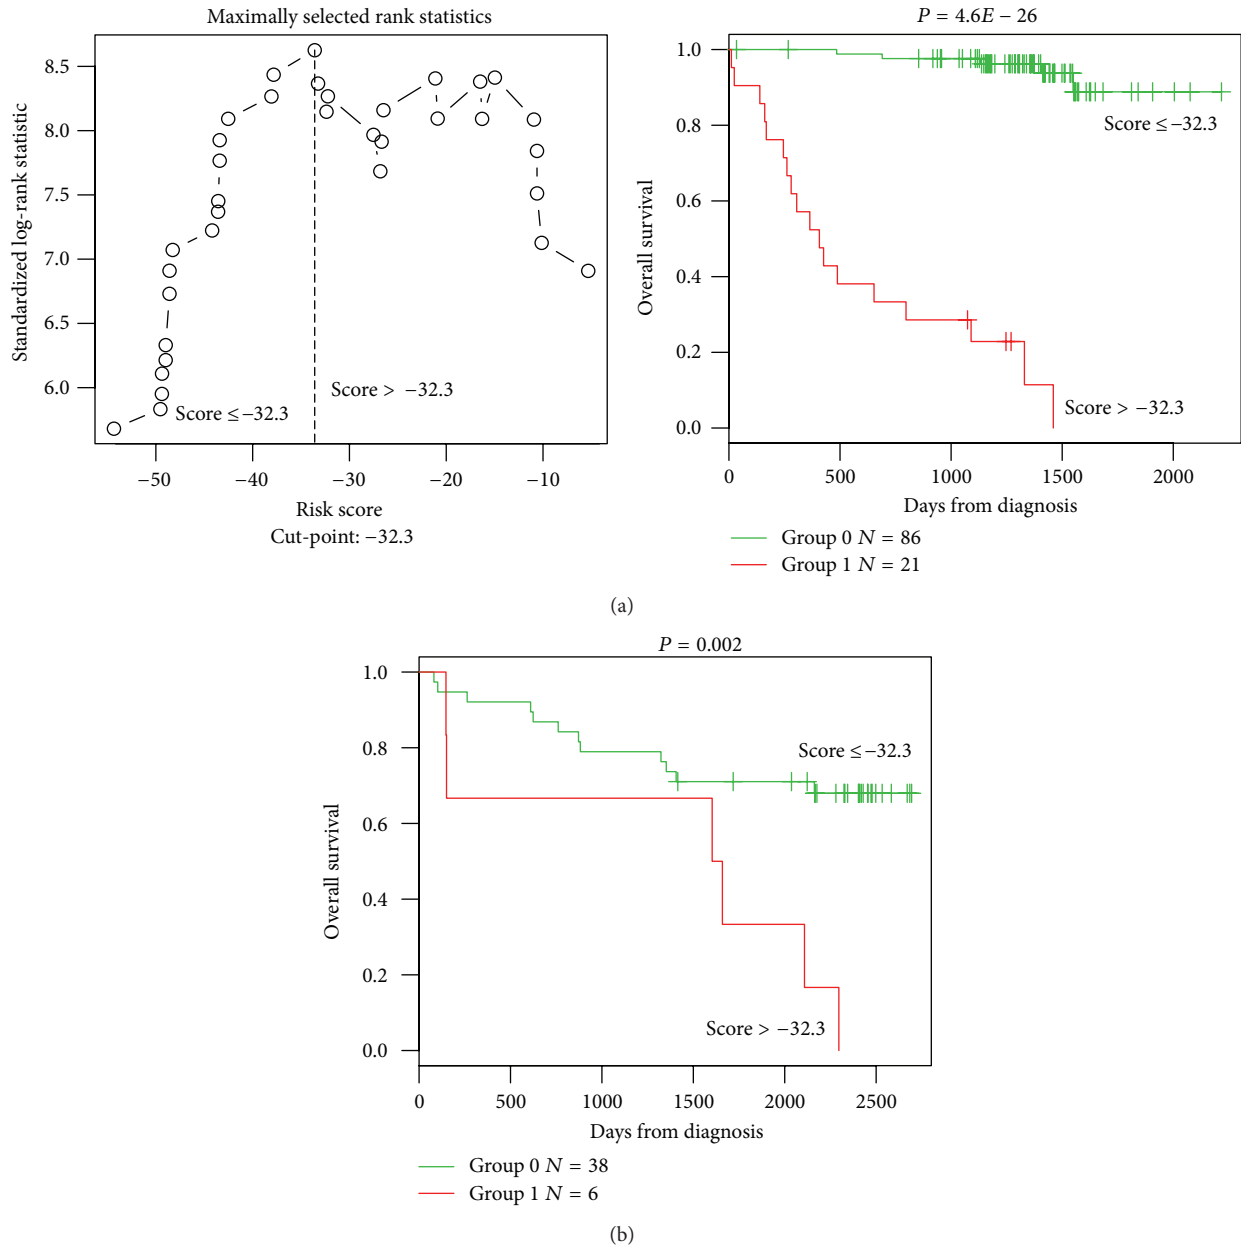 Maximally selected rank statistics
Standardized log-rank statistic
8.5
8.0
7.5
7.0
6.5
6.0
Score ≤ −32.3
Score > −32.3
−50
−40
−30
−20
−10
Risk score
Cut-point: −32.3
P = 4.6E − 26
Overall survival
1.0
0.8
0.6
0.4
0.2
0.0
Score ≤ −32.3
Score > −32.3
0
500
1000
1500
2000
Days from diagnosis
Group 0 N = 86
Group 1 N = 21
(a)
P = 0.002
Overall survival
1.0
0.8
0.6
0.4
0.2
0.0
Score ≤ −32.3
Score > −32.3
0
500
1000
1500
2000
2500
Days from diagnosis
Group 0 N = 38
Group 1 N = 6
(b)